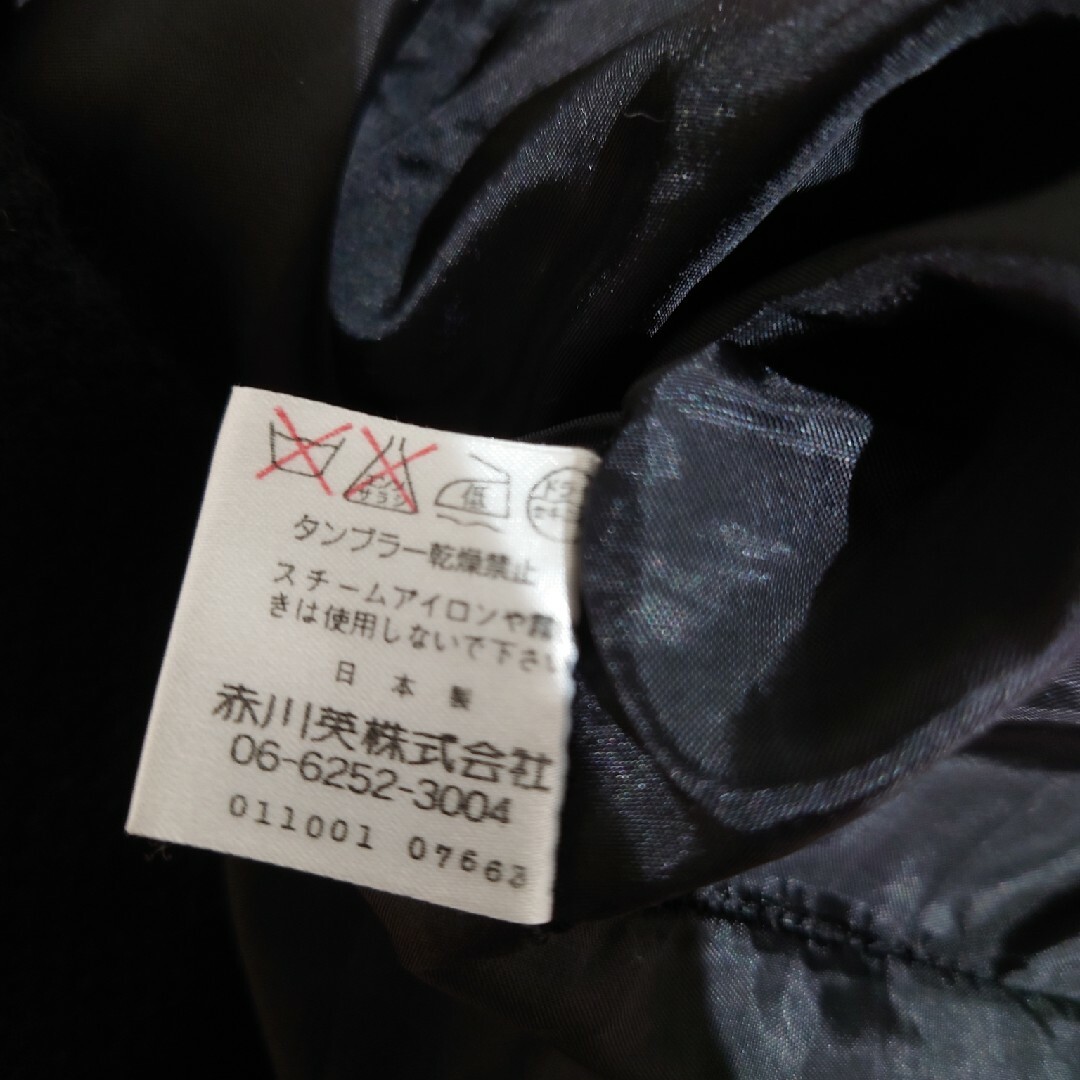 低
タンブラー乾燥禁止
スチームアイロンや霧
きは使用しないで下さい
日本製
赤川英株式会社
06-6252-3004
011001 07663